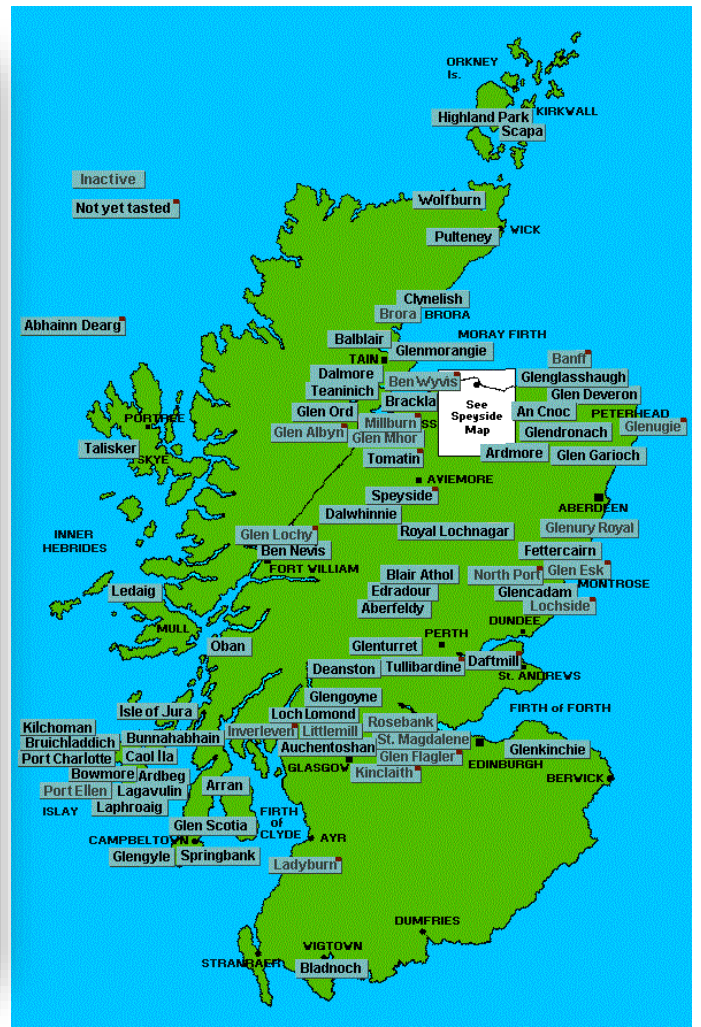 ORKNEY
Is.
Highland Park
KIRKWALL
Scapa
Inactive
Not yet tasted
Wolfburn
Pulteney
WICK
Clynelish
Brora
BRORA
Abhainn Dearg
Balblair
MORAY FIRTH
Glenmorangie
TAIN
Banff
Dalmore
Ben Wyvis
Glenglasshaugh
Teaninich
Glen Deveron
Brackla
See
Speyside
Map
Glen Ord
An Cnoc
PETERHEAD
PORTREE
Millburn
SS
Glenugie
Glen Albyn
Glen Mhor
Glendronach
Talisker
SKYE
Tomatin
Ardmore
Glen Garioch
AVIEMORE
Speyside
ABERDEEN
Dalwhinnie
INNER
HEBRIDES
Glen Lochy
Royal Lochnagar
Glenury Royal
Ben Nevis
Fettercairn
FORT WILLIAM
Blair Athol
North Port
Glen Esk
MONTROSE
Ledaig
Edradour
Glencadam
Aberfeldy
Lochside
MULL
DUNDEE
PERTH
Oban
Glenturret
Deanston
Tullibardine
Daftmill
St. ANDREWS
Glengoyne
Isle of Jura
Loch Lomond
FIRTH of FORTH
Kilchoman
Rosebank
Bruichladdich
Bunnahabhain
Inverleven
Littlemill
St. Magdalene
Port Charlotte
Caol Ila
Auchentoshan
Glen Flagler
Glenkinchie
Bowmore
Ardbeg
GLASGOW
Kinclaith
EDINBURGH
BERWICK
Port Ellen
Lagavulin
Arran
ISLAY
Laphroaig
FIRTH
of
CLYDE
Glen Scotia
CAMPBELTOWN
AYR
Glengyle
Springbank
Ladyburn
DUMFRIES
STRANRAER
WIGTOWN
Bladnoch